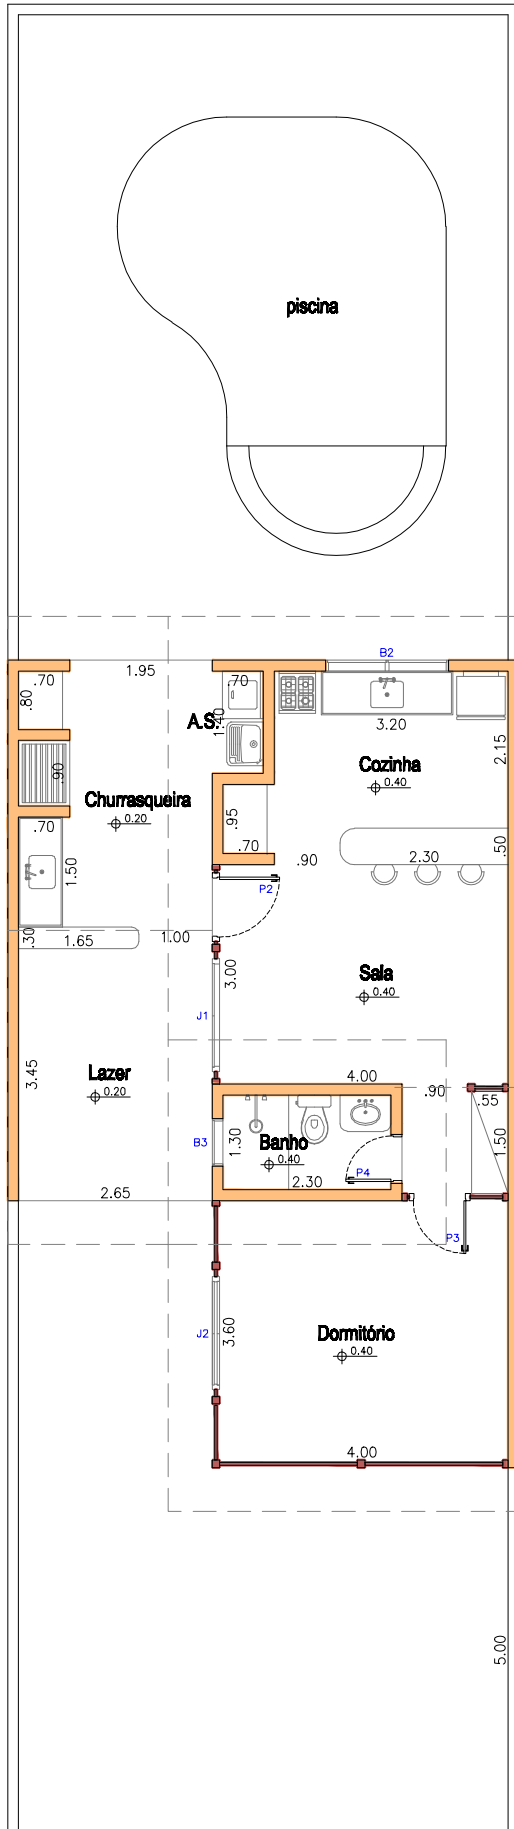 piscina
B2
.70
1.95
.70
.80
A.S.
1.40
3.20
2.15
Cozinha
0.40
.90
Churrasqueira
0.20
.70
.95
.70
.90
2.30
.50
1.50
P2
.30
1.65
1.00
3.00
Sala
0.40
J1
3.45
Lazer
0.20
4.00
.90
.55
B3
1.30
Banho
0.40
1.50
2.30
P4
2.65
P3
J2
3.60
Dormitório
0.40
4.00
5.00